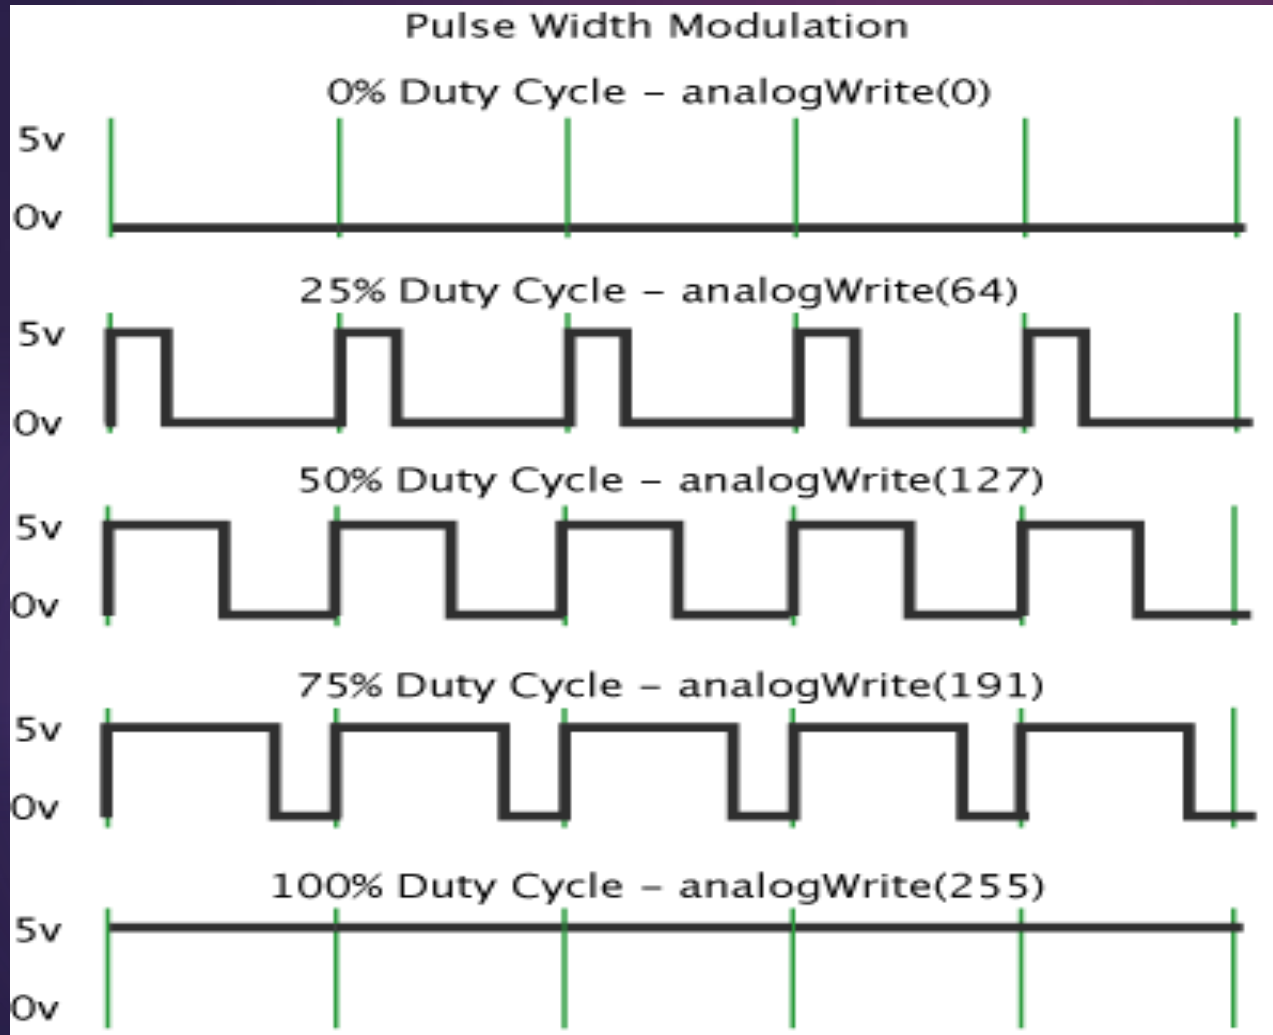 Pulse Width Modulation
0% Duty Cycle – analogWrite(0)
5v
0v
25% Duty Cycle – analogWrite(64)
5v
0v
50% Duty Cycle – analogWrite(127)
5v
0v
75% Duty Cycle – analogWrite(191)
5v
0v
100% Duty Cycle – analogWrite(255)
5v
0v